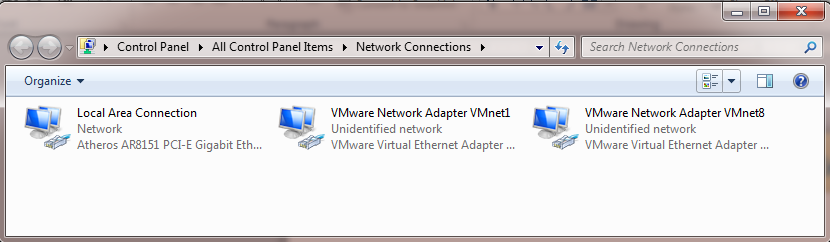 Control Panel All Control Panel Items Network Connections
Search Network Connections
Organize
Local Area Connection
Network
Atheros AR8151 PCI-E Gigabit Eth...
VMware Network Adapter VMnet1
Unidentified network
VMware Virtual Ethernet Adapter ...
VMware Network Adapter VMnet8
Unidentified network
VMware Virtual Ethernet Adapter ...